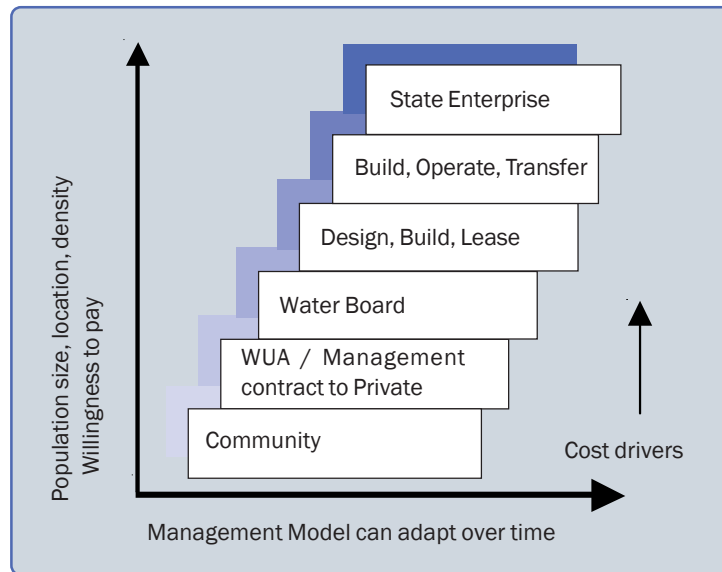 Population size, location, density
Willingness to pay
State Enterprise
Build, Operate, Transfer
Design, Build, Lease
Water Board
WUA / Management
contract to Private
Community
Cost drivers
Management Model can adapt over time